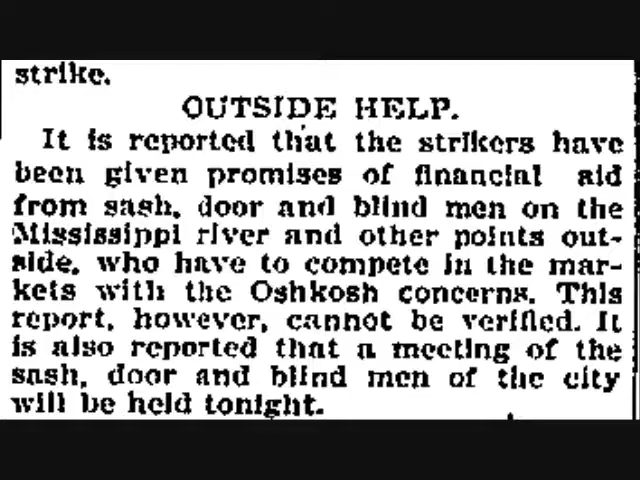 strike.
OUTSIDE HELP.
It is reported that the strikers have
been given promises of financial aid
from sash, door and blind men on the
Mississippi river and other points out-
side, who have to compete in the mar-
kets with the Oshkosh concerns. This
report, however, cannot be verified. It
is also reported that a meeting of the
sash, door and blind men of the city
will be held tonight.